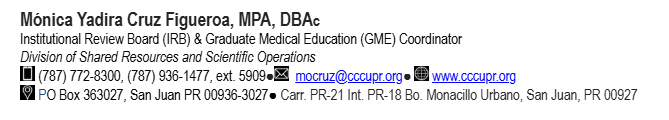 Mónica Yadira Cruz Figueroa, MPA, DBAc
Institutional Review Board (IRB) & Graduate Medical Education (GME) Coordinator
Division of Shared Resources and Scientific Operations
(787) 772-8300, (787) 936-1477, ext. 5909● mocruz@cccupr.org● www.cccupr.org
PO Box 363027, San Juan PR 00936-3027● Carr. PR-21 Int. PR-18 Bo. Monacillo Urbano, San Juan, PR 00927